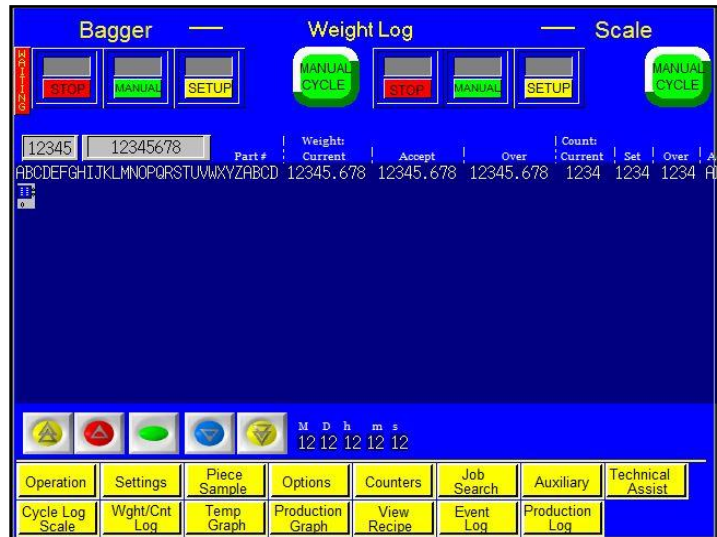 Bagger — Weight Log — Scale
WAITING
STOP MANUAL SETUP MANUAL CYCLE STOP MANUAL SETUP MANUAL CYCLE
12345 12345678 Part # Weight: Current Accept Over Count: Current Set Over A
ABCDEFGHIJKLMNOPQRSTUVWXYZABCD 12345.678 12345.678 12345.678 1234 1234 1234
M D h m s
12 12 12 12 12
Operation Settings Piece Sample Options Counters Job Search Auxiliary Technical Assist
Cycle Log Scale Wght/Cnt Log Temp Graph Production Graph View Recipe Event Log Production Log